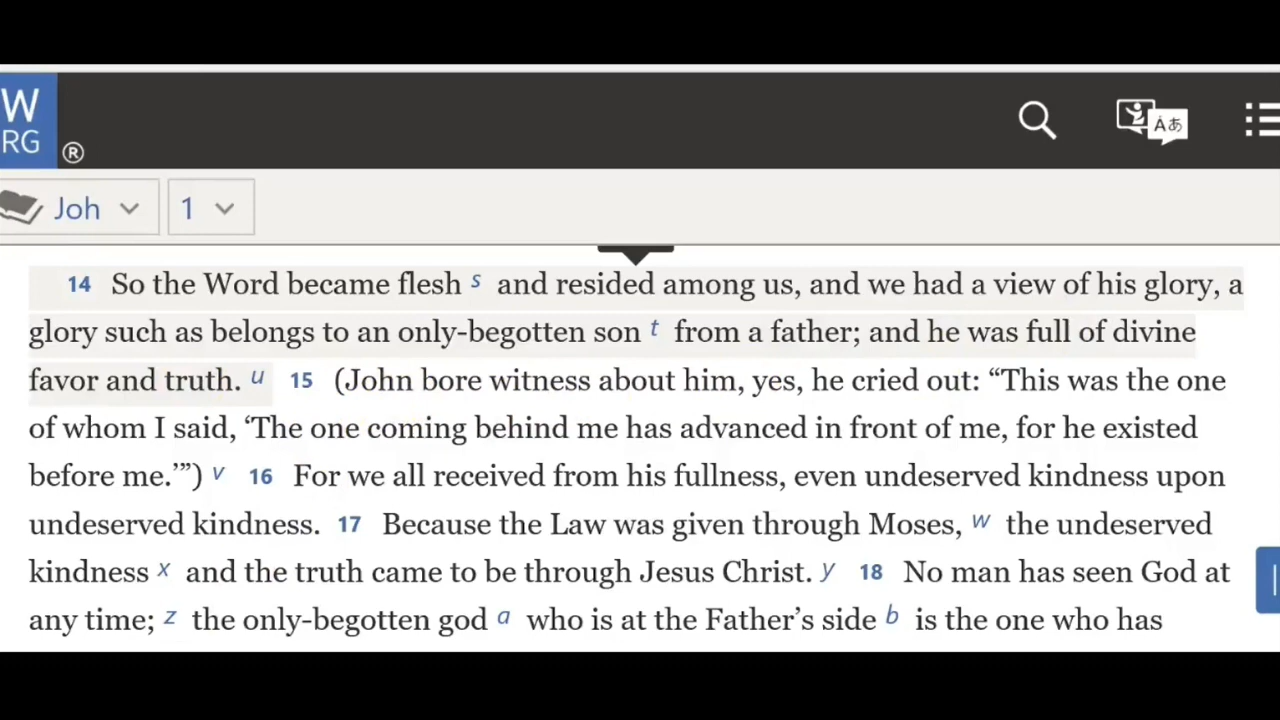 W
RG ®
Aあ
Joh 1
14 So the Word became flesh s and resided among us, and we had a view of his glory, a
glory such as belongs to an only-begotten son t from a father; and he was full of divine
favor and truth. u 15 (John bore witness about him, yes, he cried out: “This was the one
of whom I said, ‘The one coming behind me has advanced in front of me, for he existed
before me.’”) v 16 For we all received from his fullness, even undeserved kindness upon
undeserved kindness. 17 Because the Law was given through Moses, w the undeserved
kindness x and the truth came to be through Jesus Christ. y 18 No man has seen God at
any time; z the only-begotten god a who is at the Father’s side b is the one who has